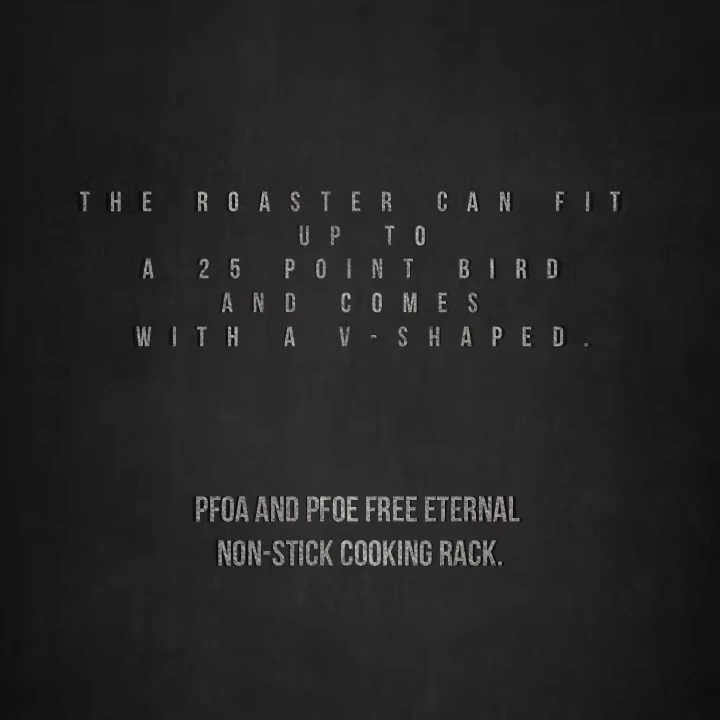 THE ROASTER CAN FIT
UP TO
A 25 POINT BIRD
AND COMES
WITH A V-SHAPED.
PFOA AND PFOE FREE ETERNAL
NON-STICK COOKING RACK.